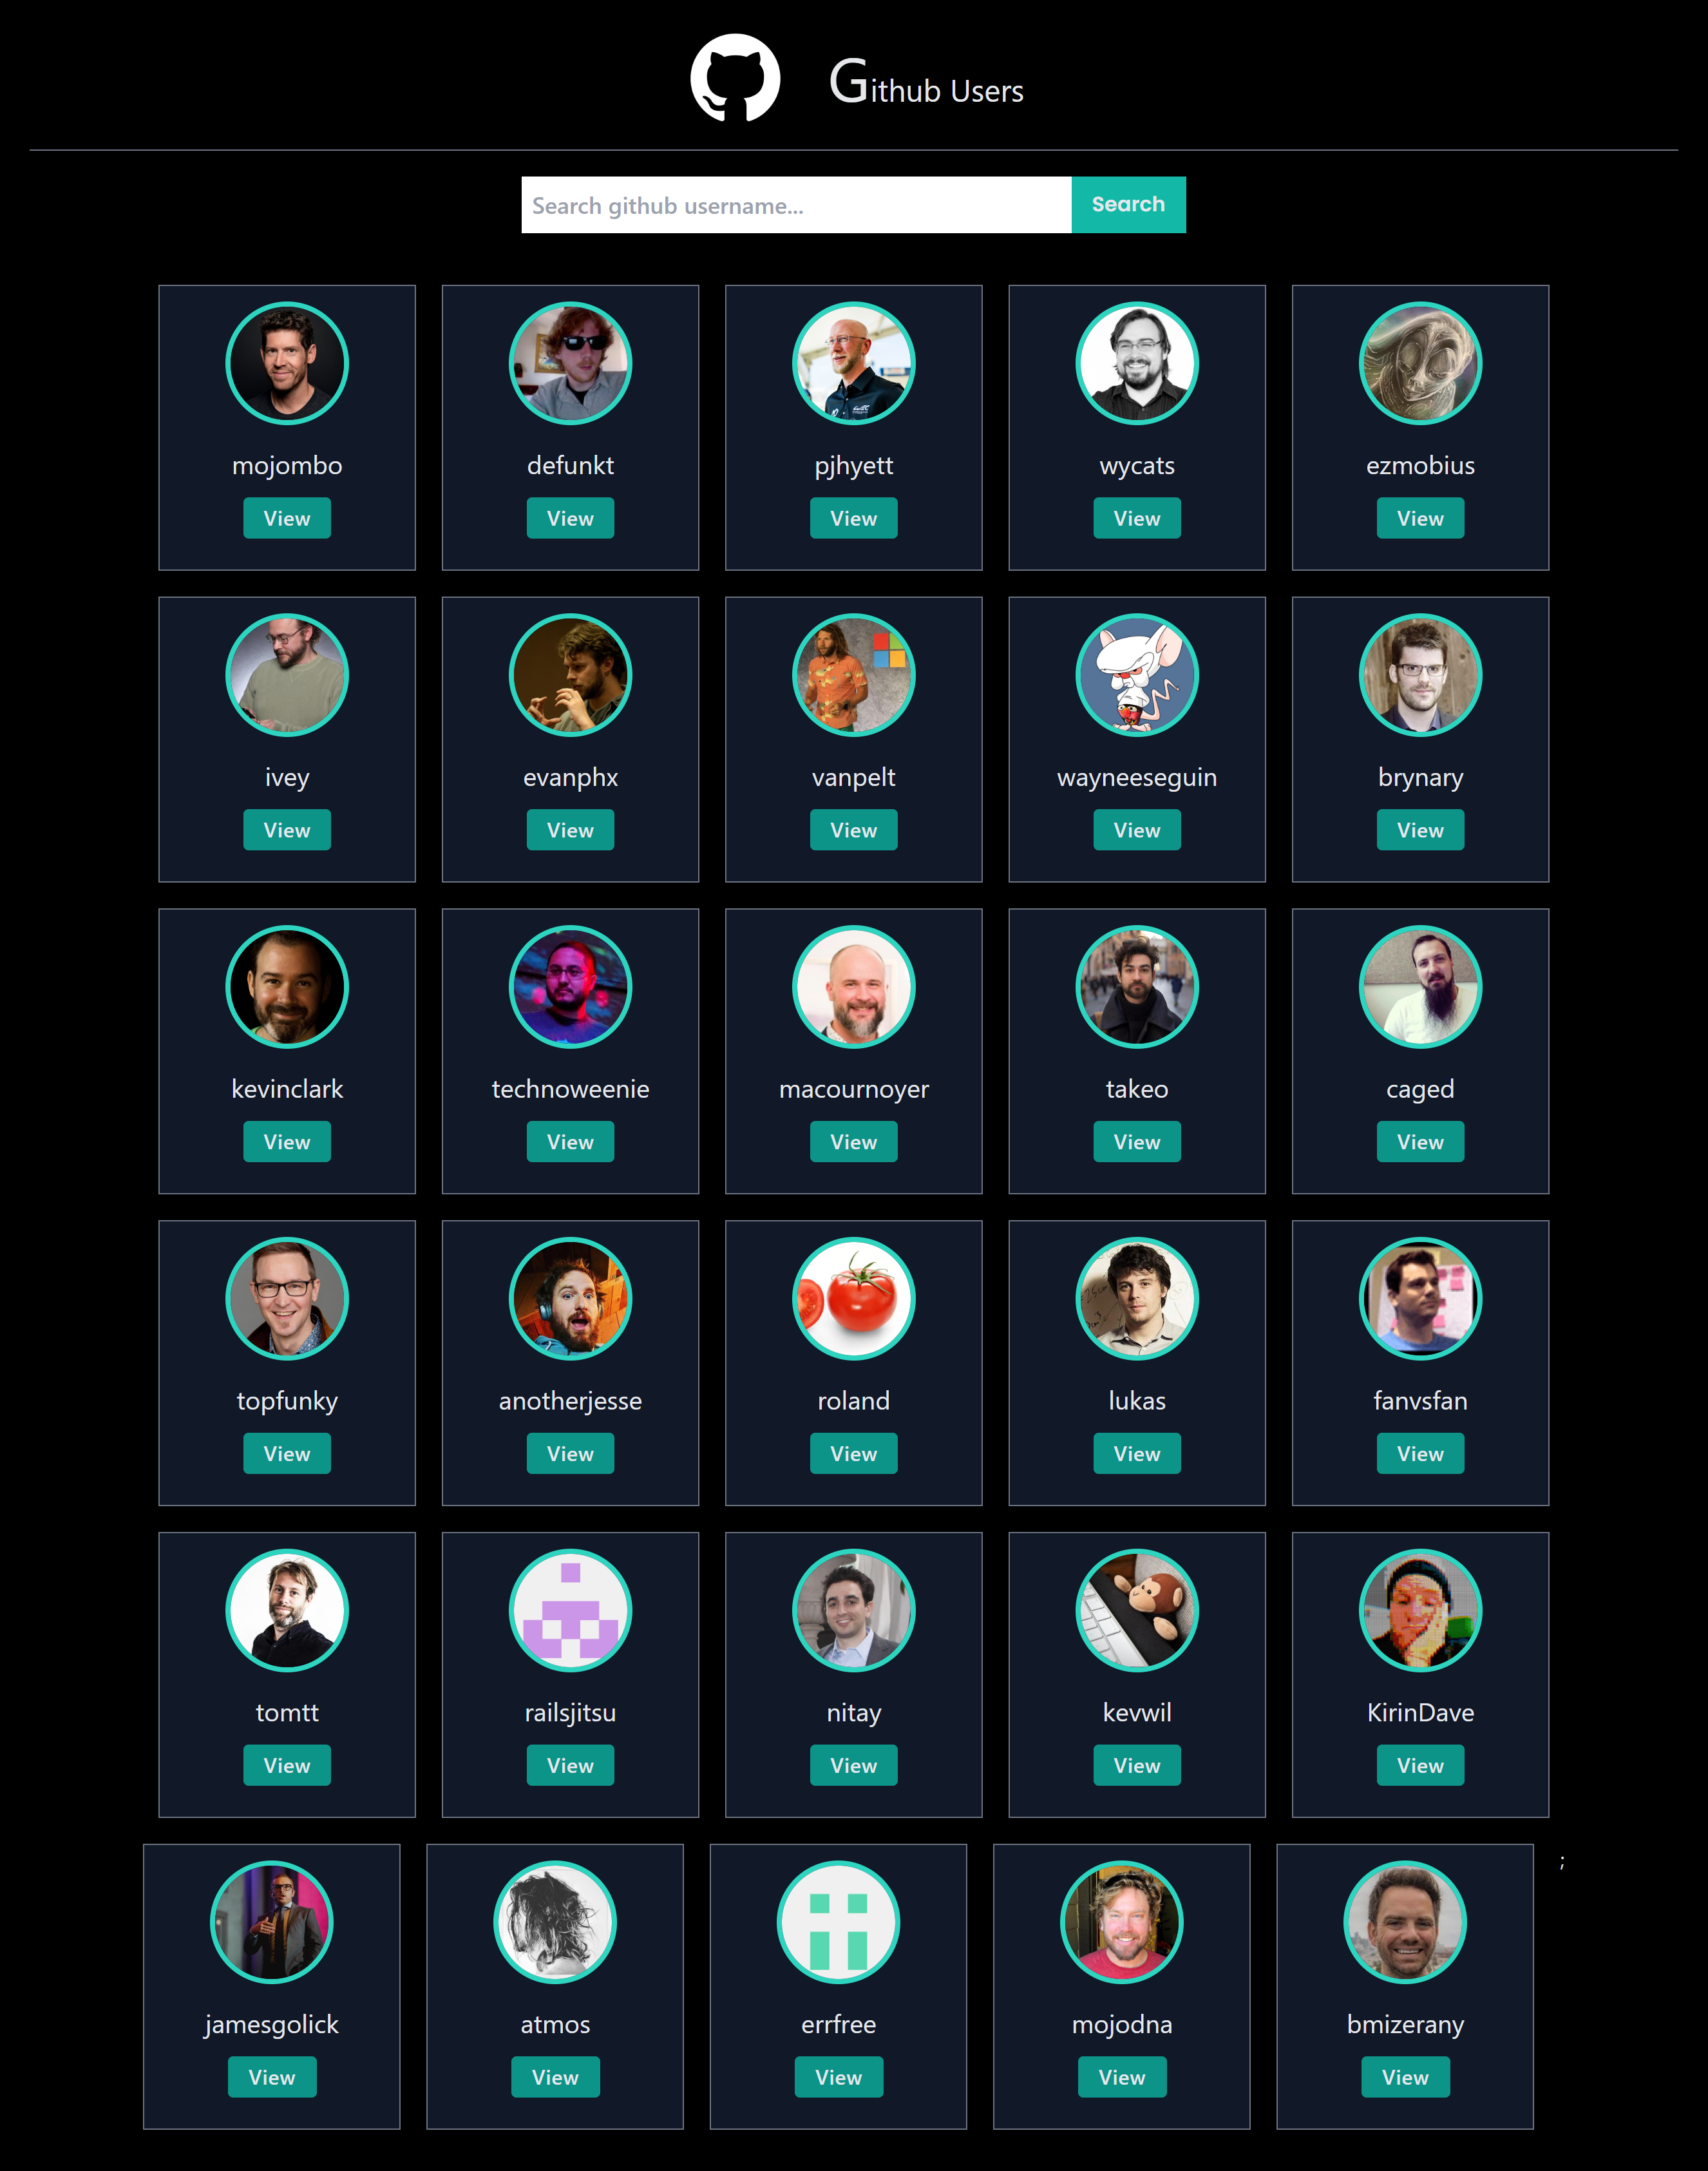 Github Users
Search github username...
Search
mojombo
defunkt
pjhyett
wycats
ezmobius
View
View
View
View
View
ivey
evanphx
vanpelt
wayneeseguin
brynary
View
View
View
View
View
kevinclark
technoweenie
macournoyer
takeo
caged
View
View
View
View
View
topfunky
anotherjesse
roland
lukas
fanvsfan
View
View
View
View
View
tomtt
railsjitsu
nitay
kevwil
KirinDave
View
View
View
View
View
;
jamesgolick
atmos
errfree
mojodna
bmizerany
View
View
View
View
View